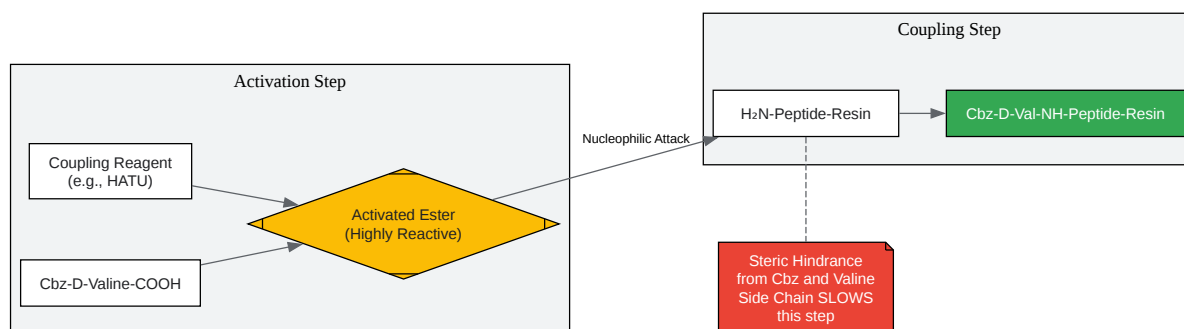 Activation Step
Coupling Reagent
(e.g., HATU)
Cbz-D-Valine-COOH
Activated Ester
(Highly Reactive)
Nucleophilic Attack
Coupling Step
H₂N-Peptide-Resin
Cbz-D-Val-NH-Peptide-Resin
Steric Hindrance
from Cbz and Valine
Side Chain SLOWS
this step